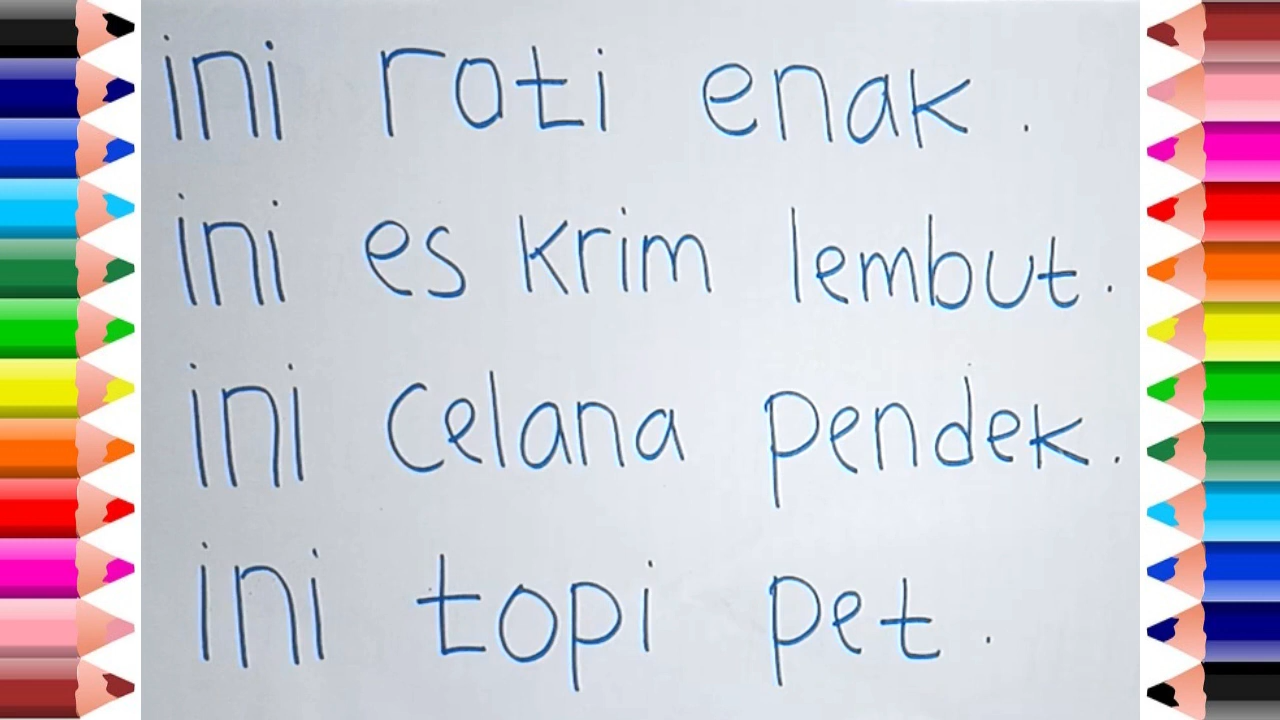 ini roti enak.
ini es krim lembut.
ini celana pendek.
ini topi pet.